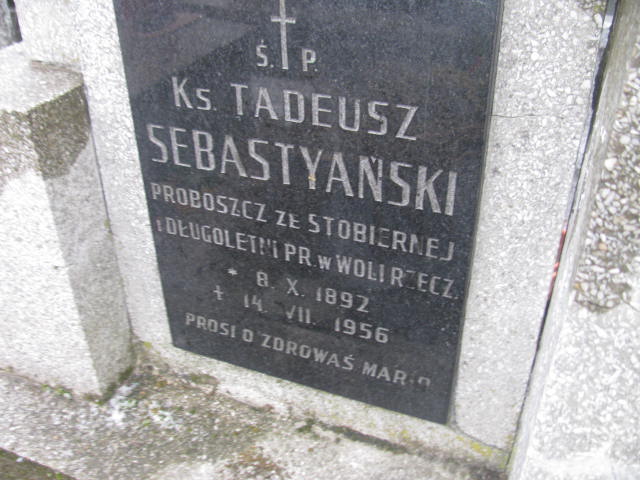 Ś. P.
Ks. TADEUSZ
SEBASTYAŃSKI
PROBOSZCZ ZE STOBIERNEJ
i DŁUGOLETNI PR. w WOLI RZECZ.
* 8. X. 1892
+ 14. VII. 1956
PROSI O ZDROWAŚ MARIO